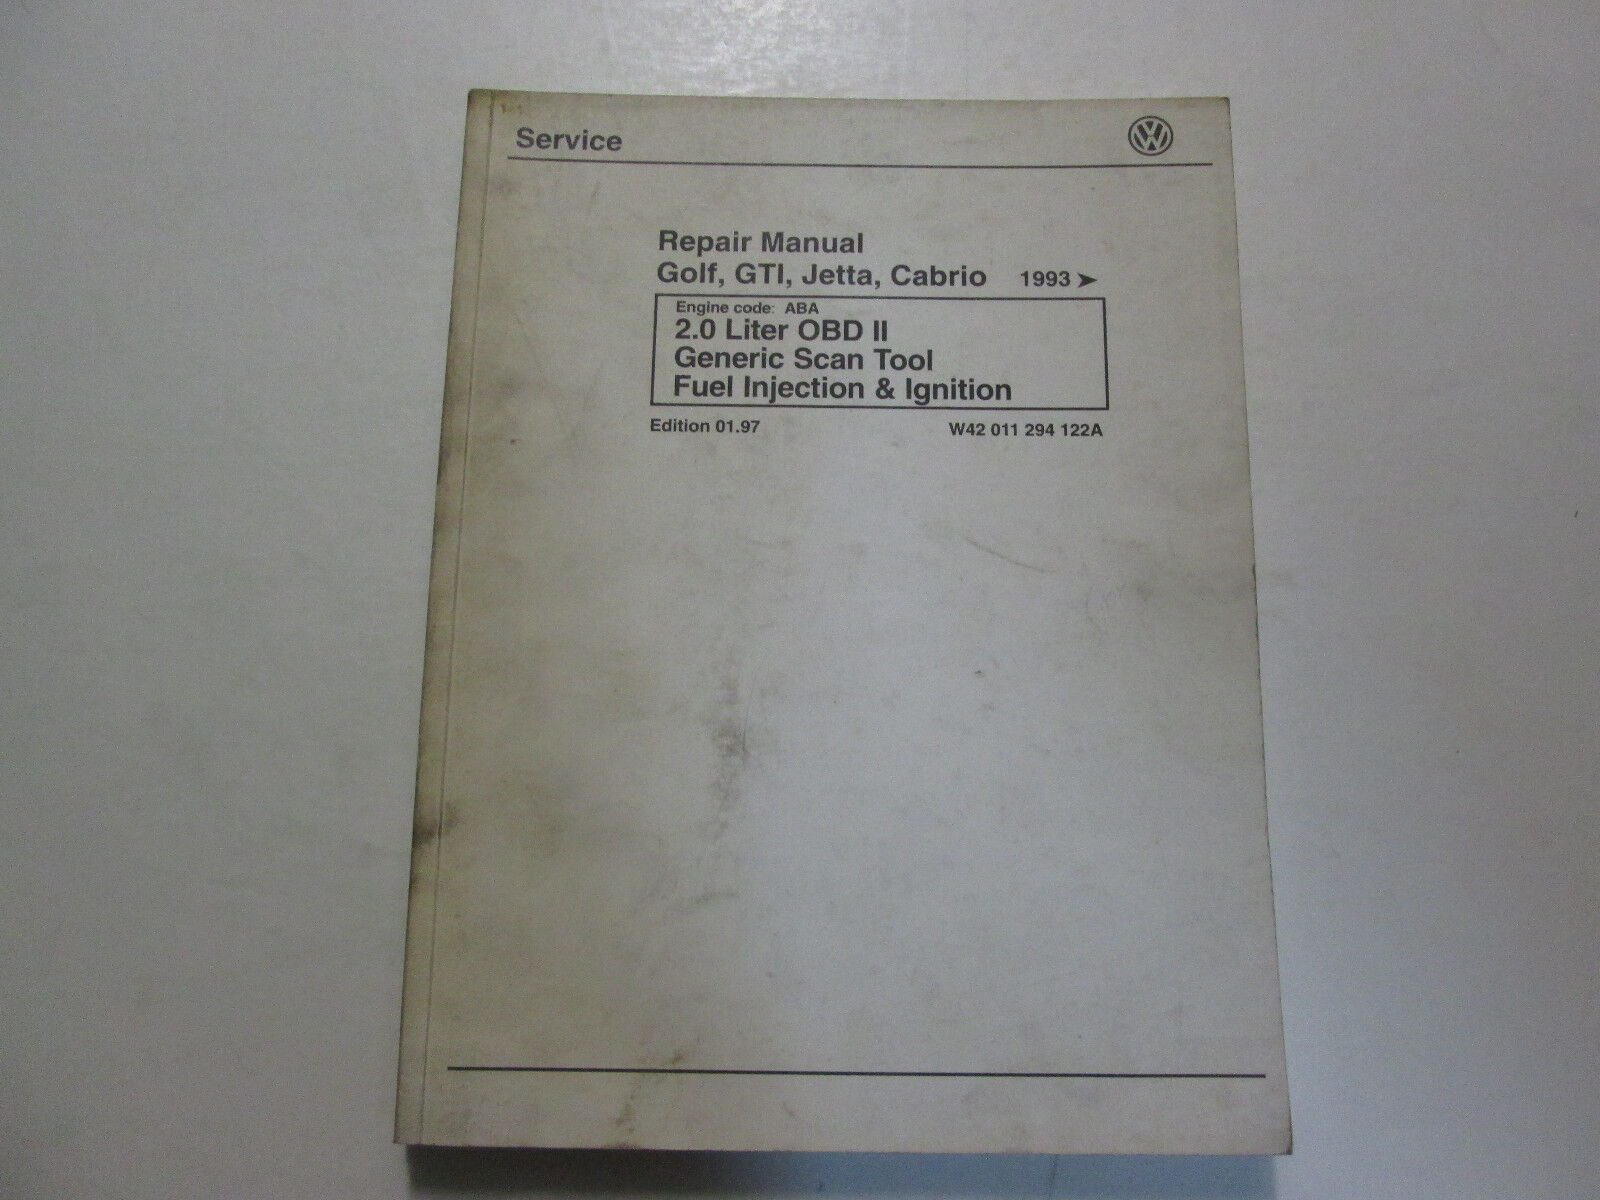 Service
Repair Manual
Golf, GTI, Jetta, Cabrio 1993 ➤
Engine code: ABA
2.0 Liter OBD II
Generic Scan Tool
Fuel Injection & Ignition
Edition 01.97 W42 011 294 122A